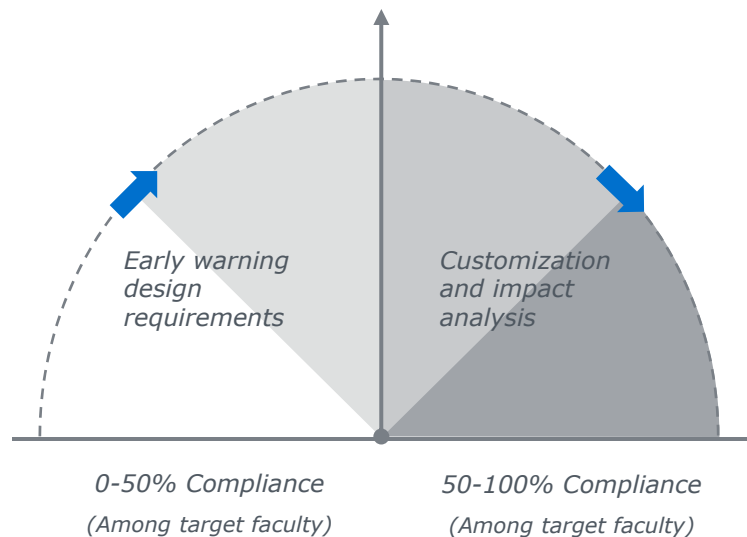 Early warning
design
requirements
Customization
and impact
analysis
0-50% Compliance
(Among target faculty)
50-100% Compliance
(Among target faculty)